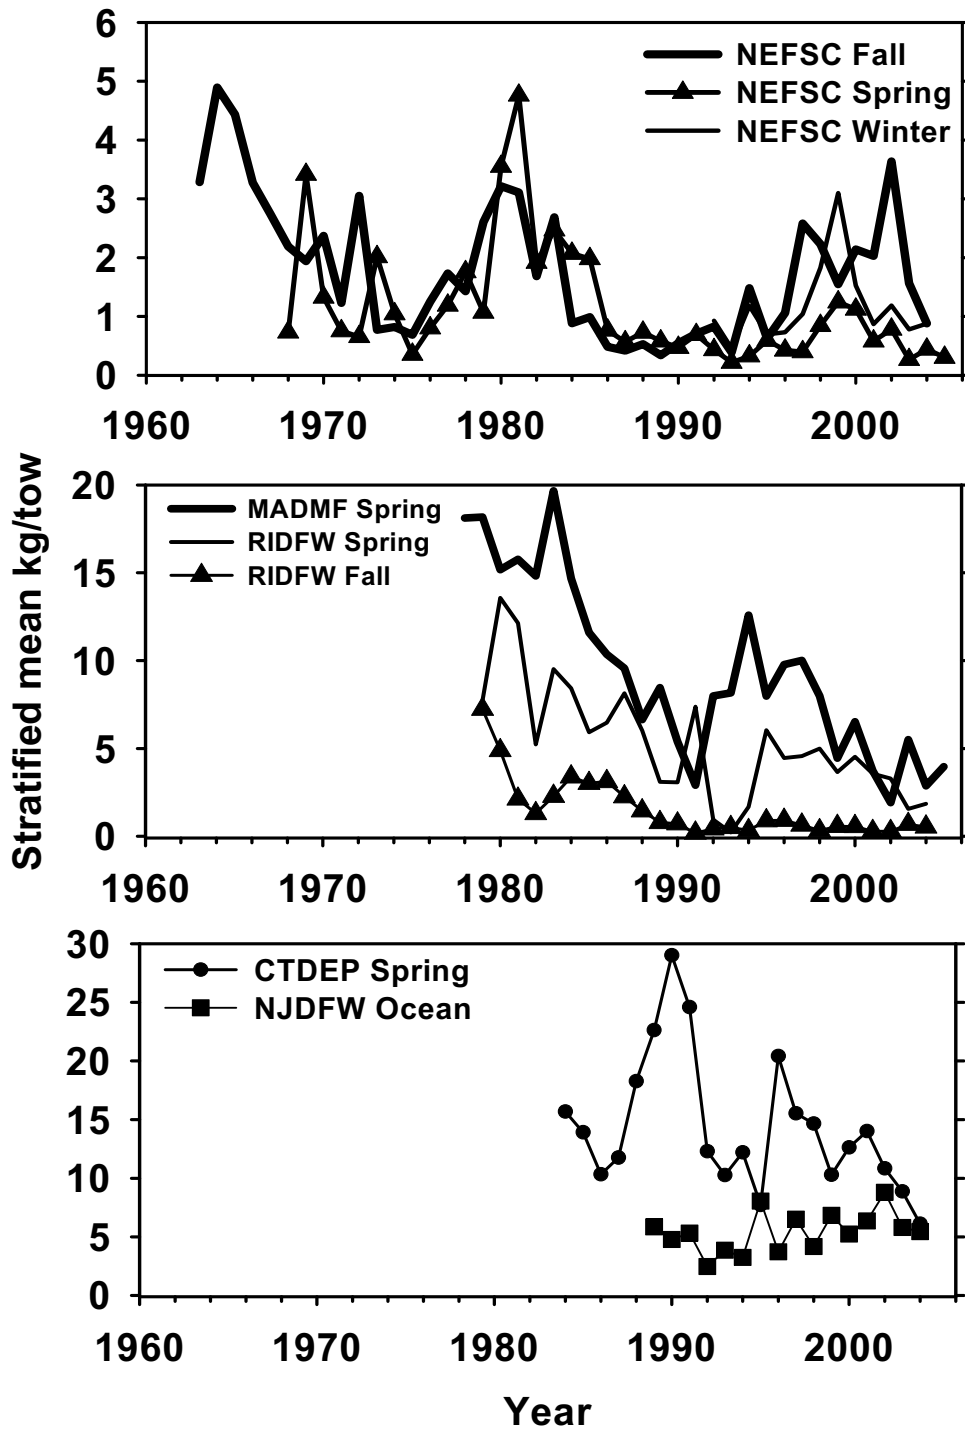 6
5
4
3
2
1
0
NEFSC Fall
NEFSC Spring
NEFSC Winter
1960 1970 1980 1990 2000
Stratified mean kg/tow
20
15
10
5
0
MADMF Spring
RIDFW Spring
RIDFW Fall
1960 1970 1980 1990 2000
30
25
20
15
10
5
0
CTDEP Spring
NJDFW Ocean
1960 1970 1980 1990 2000
Year